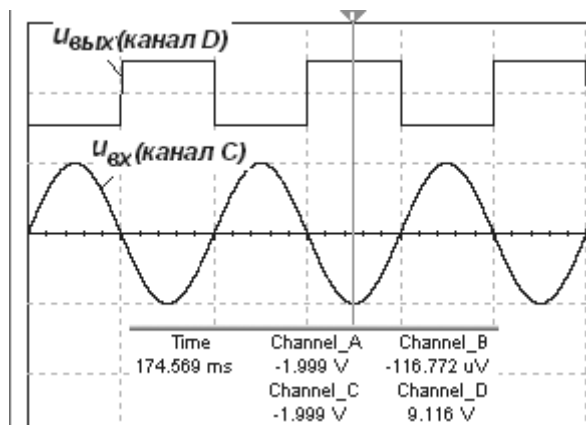 uвых(канал D)
uвх(канал C)
Time Channel_A Channel_B
174.569 ms -1.999 V -116.772 uV
Channel_C Channel_D
-1.999 V 9.116 V